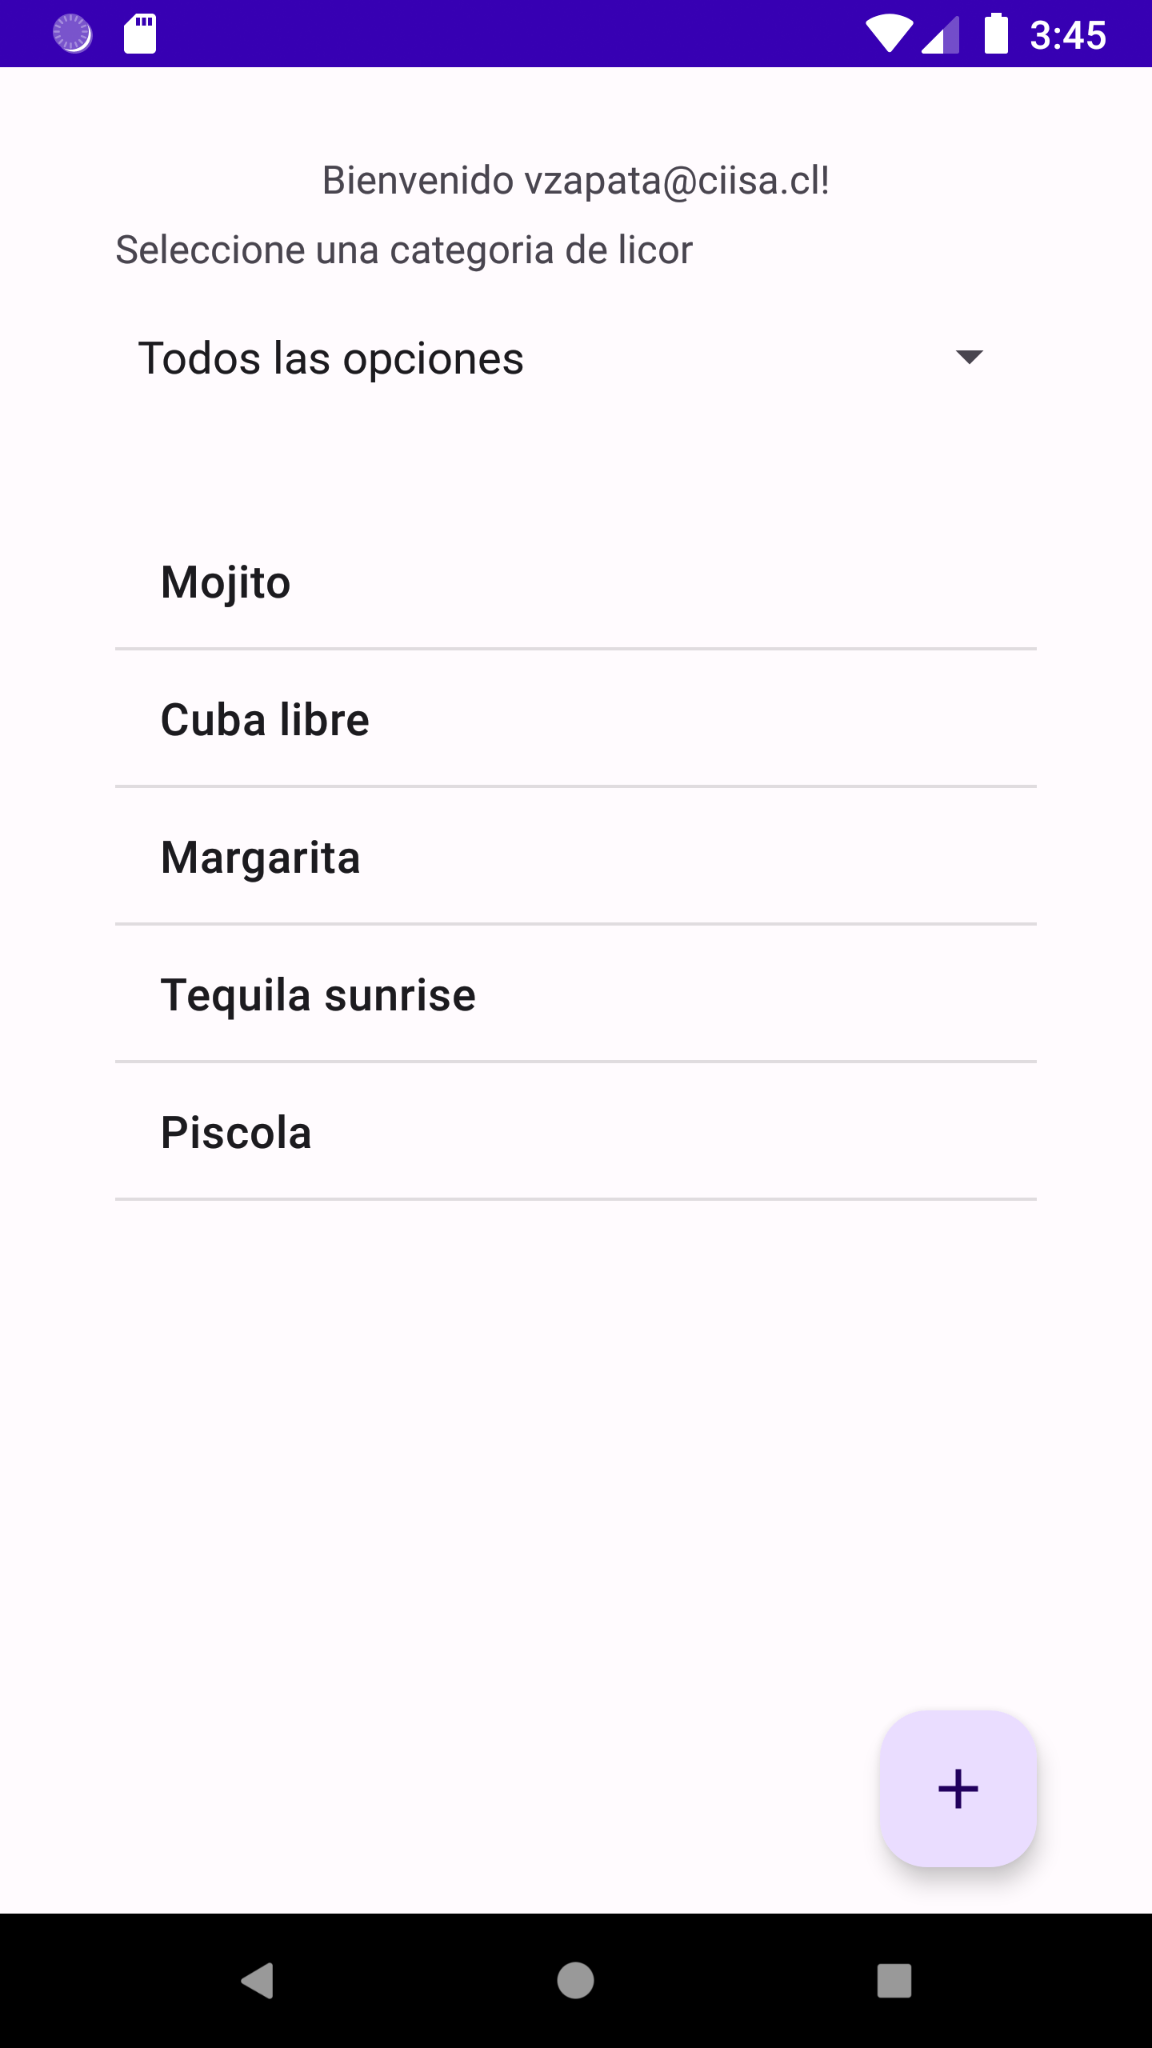 3:45
Bienvenido vzapata@ciisa.cl!
Seleccione una categoria de licor
Todos las opciones
Mojito
Cuba libre
Margarita
Tequila sunrise
Piscola
+